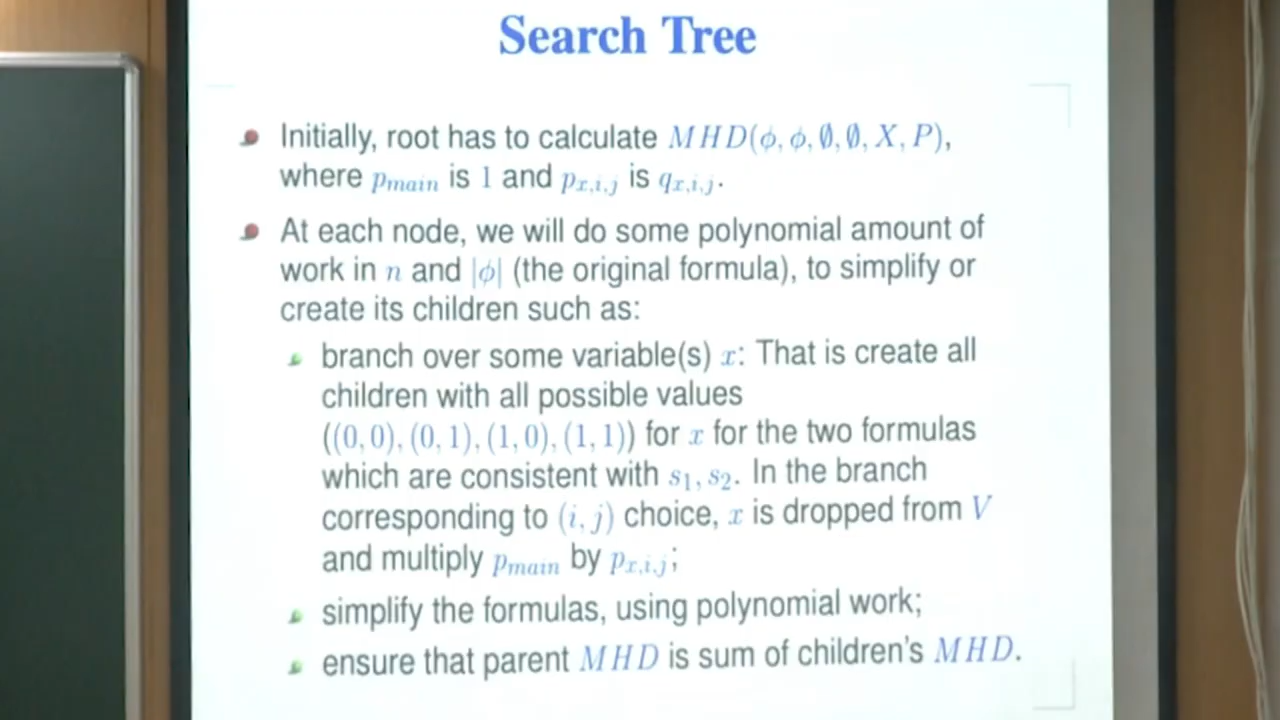 Search Tree
Initially, root has to calculate MHD(ϕ, ϕ, ∅, ∅, X, P),
where p_main is 1 and p_x,i,j is q_x,i,j.
At each node, we will do some polynomial amount of
work in n and |ϕ| (the original formula), to simplify or
create its children such as:
branch over some variable(s) x: That is create all
children with all possible values
((0, 0), (0, 1), (1, 0), (1, 1)) for x for the two formulas
which are consistent with s₁, s₂. In the branch
corresponding to (i, j) choice, x is dropped from V
and multiply p_main by p_x,i,j;
simplify the formulas, using polynomial work;
ensure that parent MHD is sum of children's MHD.